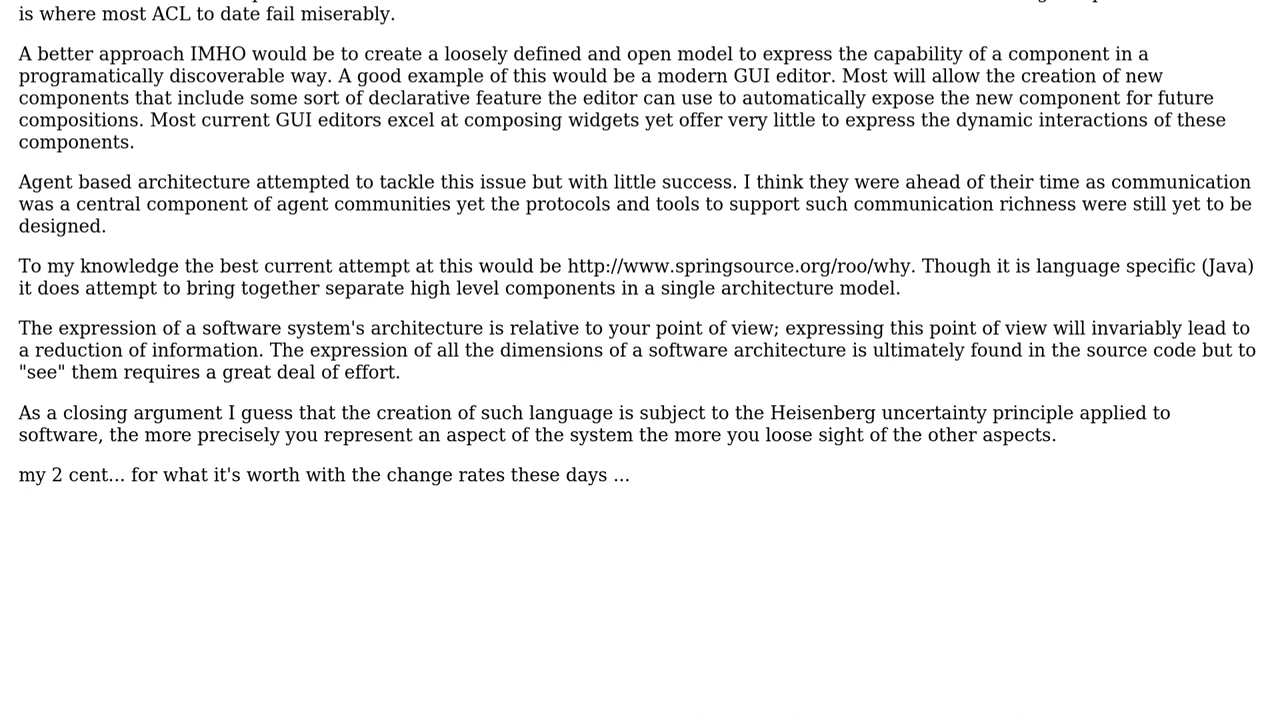 is where most ACL to date fail miserably.
A better approach IMHO would be to create a loosely defined and open model to express the capability of a component in a
programatically discoverable way. A good example of this would be a modern GUI editor. Most will allow the creation of new
components that include some sort of declarative feature the editor can use to automatically expose the new component for future
compositions. Most current GUI editors excel at composing widgets yet offer very little to express the dynamic interactions of these
components.
Agent based architecture attempted to tackle this issue but with little success. I think they were ahead of their time as communication
was a central component of agent communities yet the protocols and tools to support such communication richness were still yet to be
designed.
To my knowledge the best current attempt at this would be http://www.springsource.org/roo/why. Though it is language specific (Java)
it does attempt to bring together separate high level components in a single architecture model.
The expression of a software system's architecture is relative to your point of view; expressing this point of view will invariably lead to
a reduction of information. The expression of all the dimensions of a software architecture is ultimately found in the source code but to
"see" them requires a great deal of effort.
As a closing argument I guess that the creation of such language is subject to the Heisenberg uncertainty principle applied to
software, the more precisely you represent an aspect of the system the more you loose sight of the other aspects.
my 2 cent... for what it's worth with the change rates these days ...